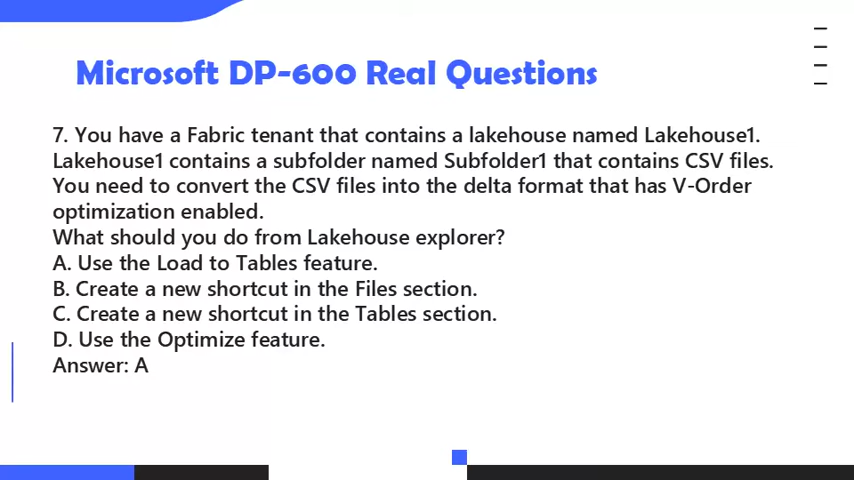 Microsoft DP-600 Real Questions
7. You have a Fabric tenant that contains a lakehouse named Lakehouse1.
Lakehouse1 contains a subfolder named Subfolder1 that contains CSV files.
You need to convert the CSV files into the delta format that has V-Order
optimization enabled.
What should you do from Lakehouse explorer?
A. Use the Load to Tables feature.
B. Create a new shortcut in the Files section.
C. Create a new shortcut in the Tables section.
D. Use the Optimize feature.
Answer: A